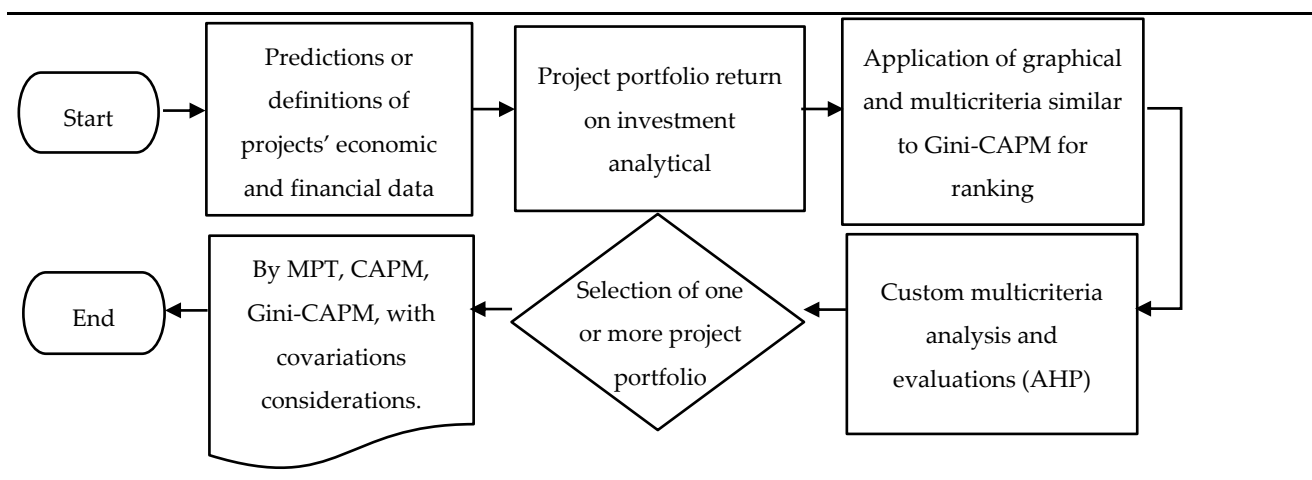 Start
Predictions or
definitions of
projects’ economic
and financial data
Project portfolio return
on investment
analytical
Application of graphical
and multicriteria similar
to Gini-CAPM for
ranking
Custom multicriteria
analysis and
evaluations (AHP)
Selection of one
or more project
portfolio
By MPT, CAPM,
Gini-CAPM, with
covariations
considerations.
End